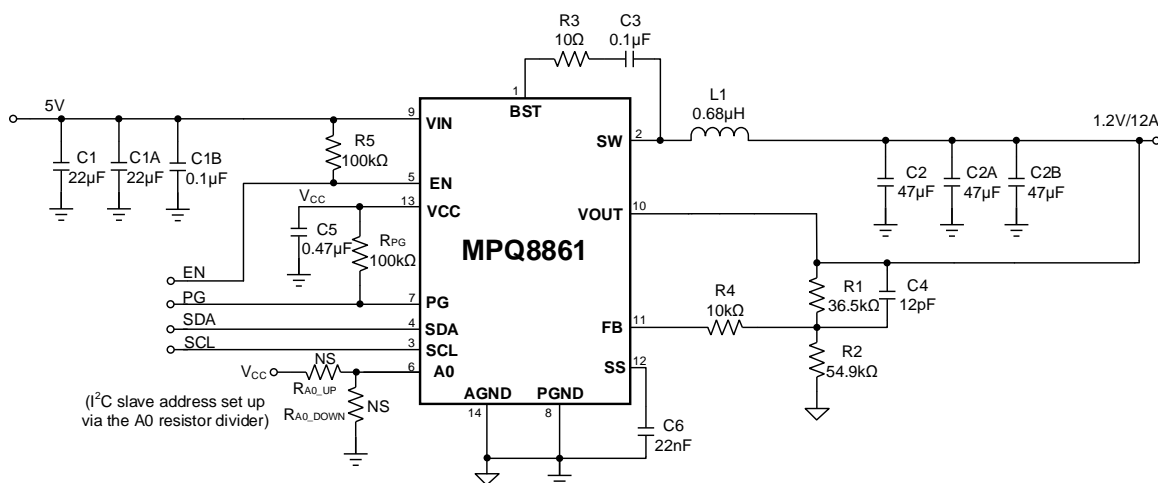 R3
10Ω
C3
0.1µF
1
BST
5V
9
VIN
R5
100kΩ
C1
22µF
C1A
22µF
C1B
0.1µF
5
EN
VCC
13
VCC
C5
0.47µF
RPG
100kΩ
EN
PG
7
PG
SDA
4
SDA
SCL
3
SCL
VCC
NS
6
A0
RA0_UP
RA0_DOWN
NS
(I²C slave address set up
via the A0 resistor divider)
MPQ8861
SW
2
L1
0.68µH
1.2V/12A
C2
47µF
C2A
47µF
C2B
47µF
VOUT
10
R1
36.5kΩ
C4
12pF
FB
11
R4
10kΩ
R2
54.9kΩ
SS
12
C6
22nF
AGND
14
PGND
8